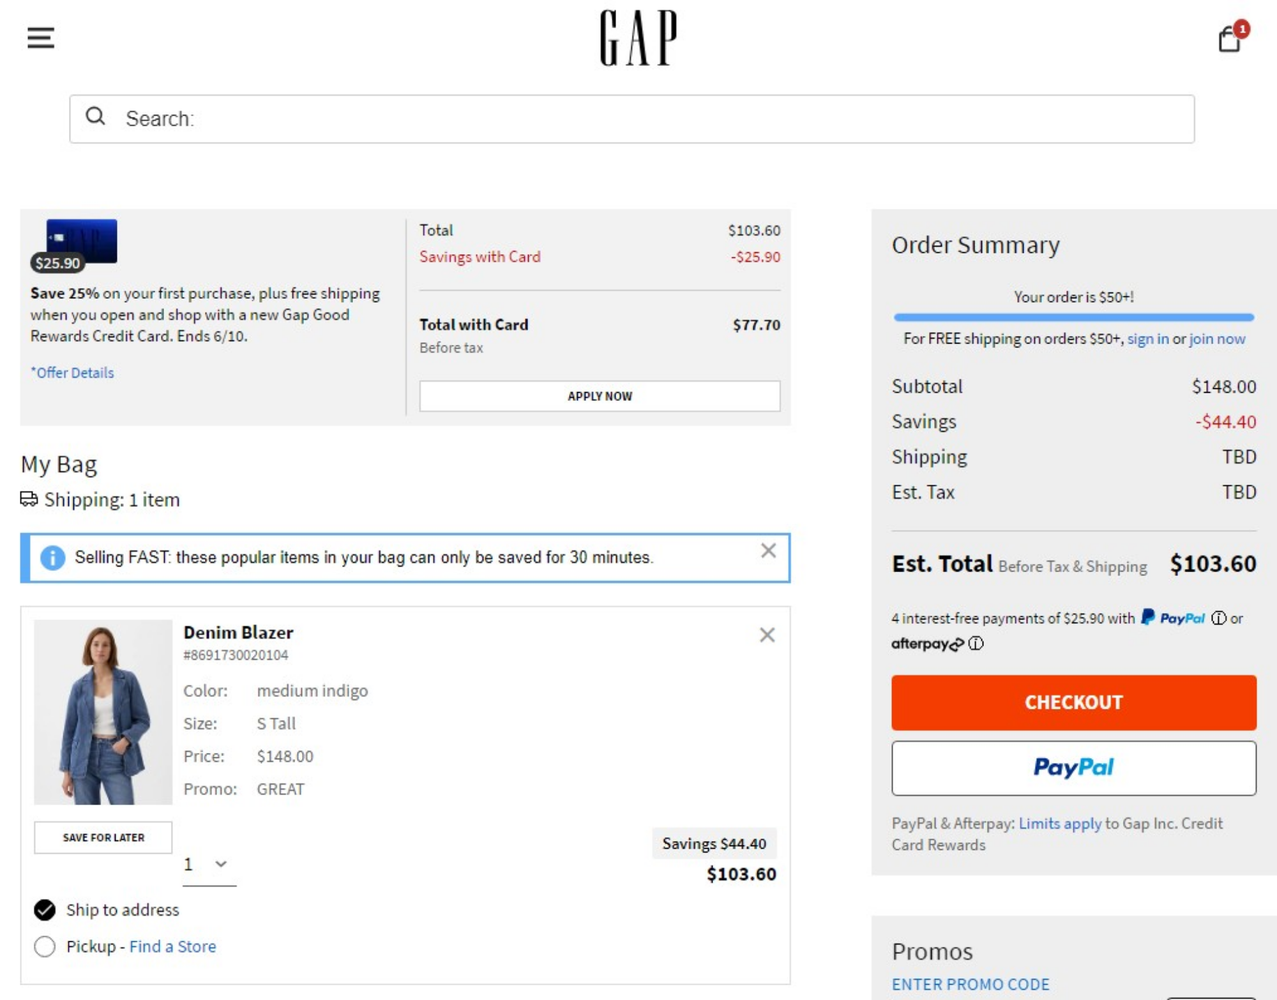 GAP
1
Search:
$25.90
Save 25% on your first purchase, plus free shipping
when you open and shop with a new Gap Good
Rewards Credit Card. Ends 6/10.
*Offer Details
Total $103.60
Savings with Card -$25.90
Total with Card $77.70
Before tax
APPLY NOW
My Bag
Shipping: 1 item
Selling FAST: these popular items in your bag can only be saved for 30 minutes.
Denim Blazer
#8691730020104
Color: medium indigo
Size: S Tall
Price: $148.00
Promo: GREAT
SAVE FOR LATER
1
Savings $44.40
$103.60
Ship to address
Pickup - Find a Store
Order Summary
Your order is $50+!
For FREE shipping on orders $50+, sign in or join now
Subtotal $148.00
Savings -$44.40
Shipping TBD
Est. Tax TBD
Est. Total Before Tax & Shipping $103.60
4 interest-free payments of $25.90 with PayPal or
afterpay
CHECKOUT
PayPal
PayPal & Afterpay: Limits apply to Gap Inc. Credit
Card Rewards
Promos
ENTER PROMO CODE